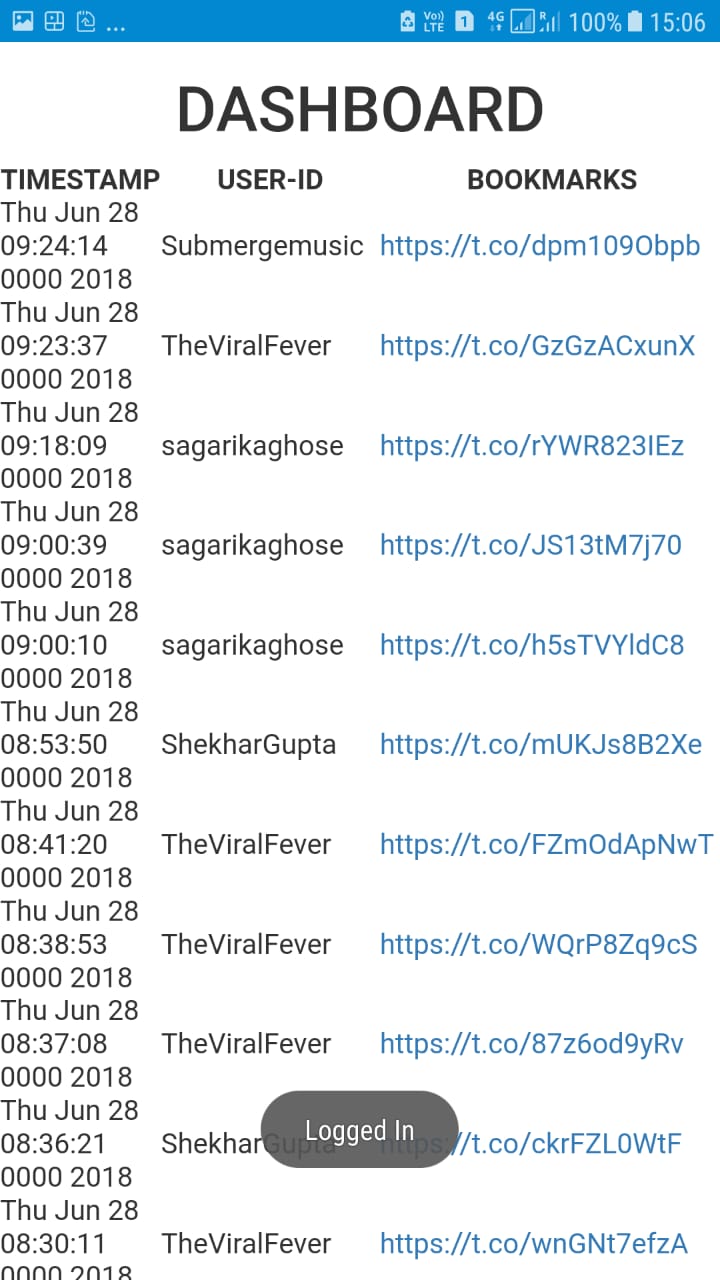 Vo))
LTE
1
4G
R
100%
15:06
DASHBOARD
TIMESTAMP USER-ID BOOKMARKS
Thu Jun 28
09:24:14 Submergemusic https://t.co/dpm109Obpb
0000 2018
Thu Jun 28
09:23:37 TheViralFever https://t.co/GzGzACxunX
0000 2018
Thu Jun 28
09:18:09 sagarikaghose https://t.co/rYWR823IEz
0000 2018
Thu Jun 28
09:00:39 sagarikaghose https://t.co/JS13tM7j70
0000 2018
Thu Jun 28
09:00:10 sagarikaghose https://t.co/h5sTVYldC8
0000 2018
Thu Jun 28
08:53:50 ShekharGupta https://t.co/mUKJs8B2Xe
0000 2018
Thu Jun 28
08:41:20 TheViralFever https://t.co/FZmOdApNwT
0000 2018
Thu Jun 28
08:38:53 TheViralFever https://t.co/WQrP8Zq9cS
0000 2018
Thu Jun 28
08:37:08 TheViralFever https://t.co/87z6od9yRv
0000 2018
Thu Jun 28
08:36:21 ShekharGupta https://t.co/ckrFZL0WtF
Logged In
0000 2018
Thu Jun 28
08:30:11 TheViralFever https://t.co/wnGNt7efzA
0000 2018